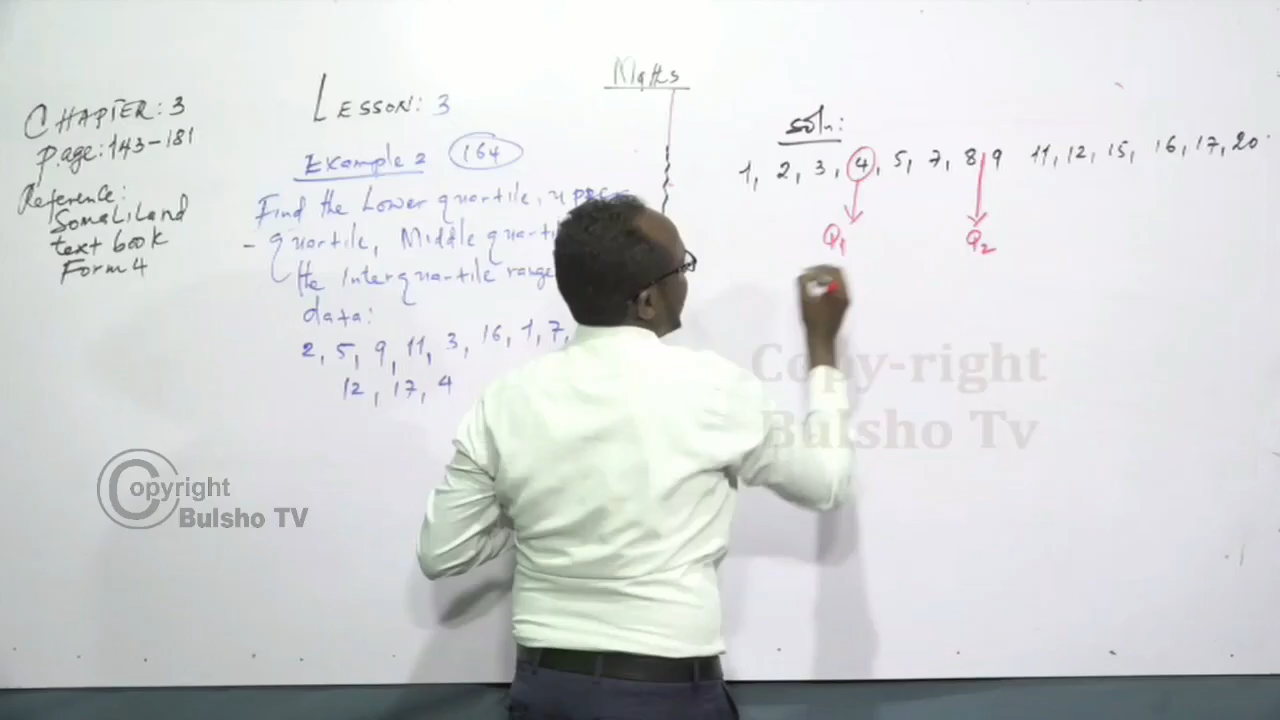 Maths
CHAPTER: 3
Page: 143-181
Reference:
SomaliLand
text book
Form 4
LESSON: 3
Example 2 164
Find the Lower quartile, upper
- quartile, Middle
the Interquartile range
data:
2, 5, 9, 11, 3, 16, 1, 7,
12, 17, 4
soln:
1, 2, 3, 4, 5, 7, 8 9 11, 12, 15, 16, 17, 20.
Q1 Q2
Copy-right
Bulsho Tv
Copyright
Bulsho TV